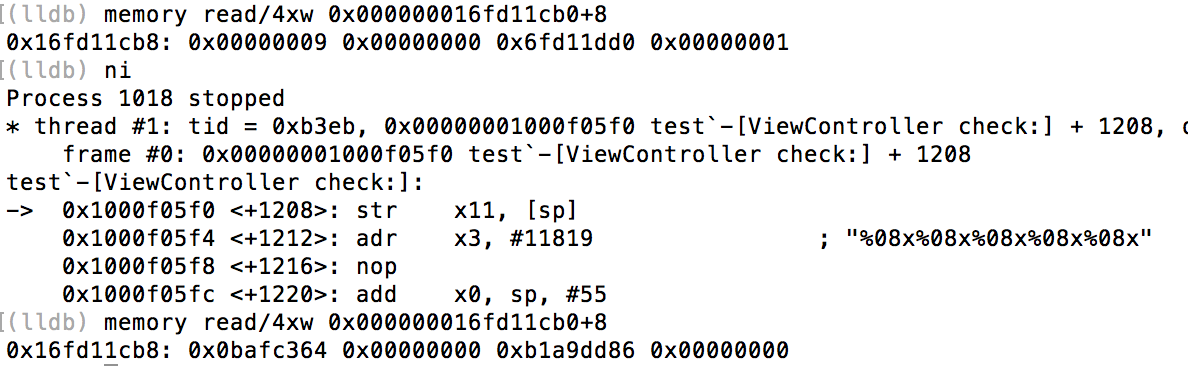 [(lldb) memory read/4xw 0x000000016fd11cb0+8
0x16fd11cb8: 0x00000009 0x00000000 0x6fd11dd0 0x00000001
[(lldb) ni
Process 1018 stopped
* thread #1: tid = 0xb3eb, 0x00000001000f05f0 test`-[ViewController check:] + 1208,
frame #0: 0x00000001000f05f0 test`-[ViewController check:] + 1208
test`-[ViewController check:]:
-> 0x1000f05f0 <+1208>: str x11, [sp]
0x1000f05f4 <+1212>: adr x3, #11819 ; "%08x%08x%08x%08x%08x"
0x1000f05f8 <+1216>: nop
0x1000f05fc <+1220>: add x0, sp, #55
[(lldb) memory read/4xw 0x000000016fd11cb0+8
0x16fd11cb8: 0x0bafc364 0x00000000 0xb1a9dd86 0x00000000